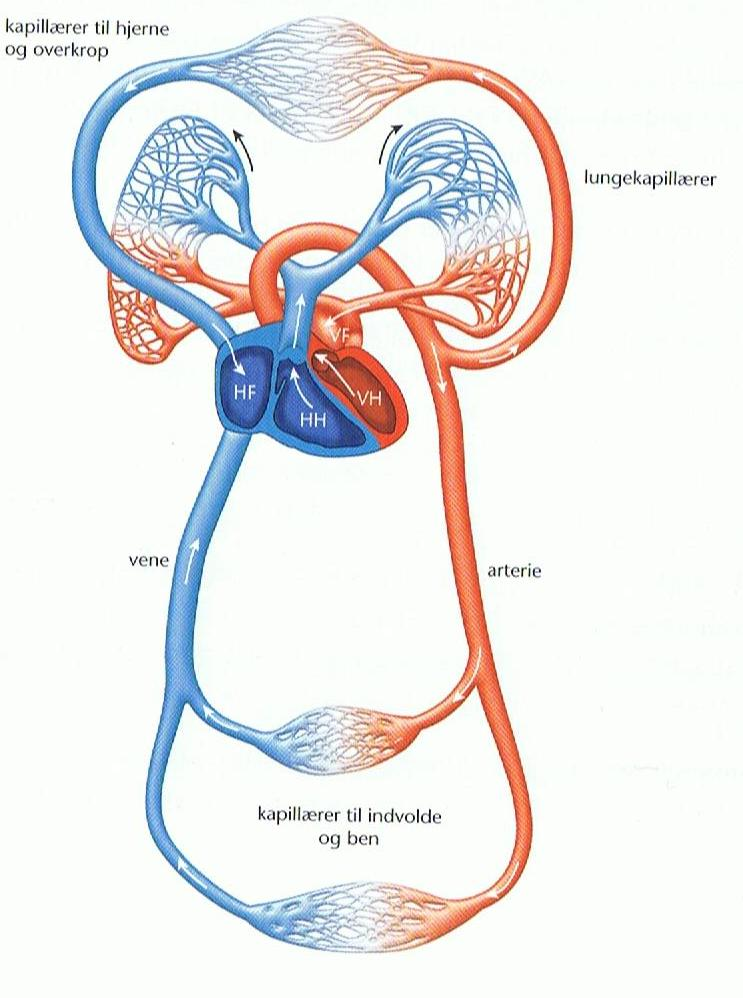 kapillærer til hjerne
og overkrop
lungekapillærer
VF
HF
VH
HH
vene
arterie
kapillærer til indvolde
og ben